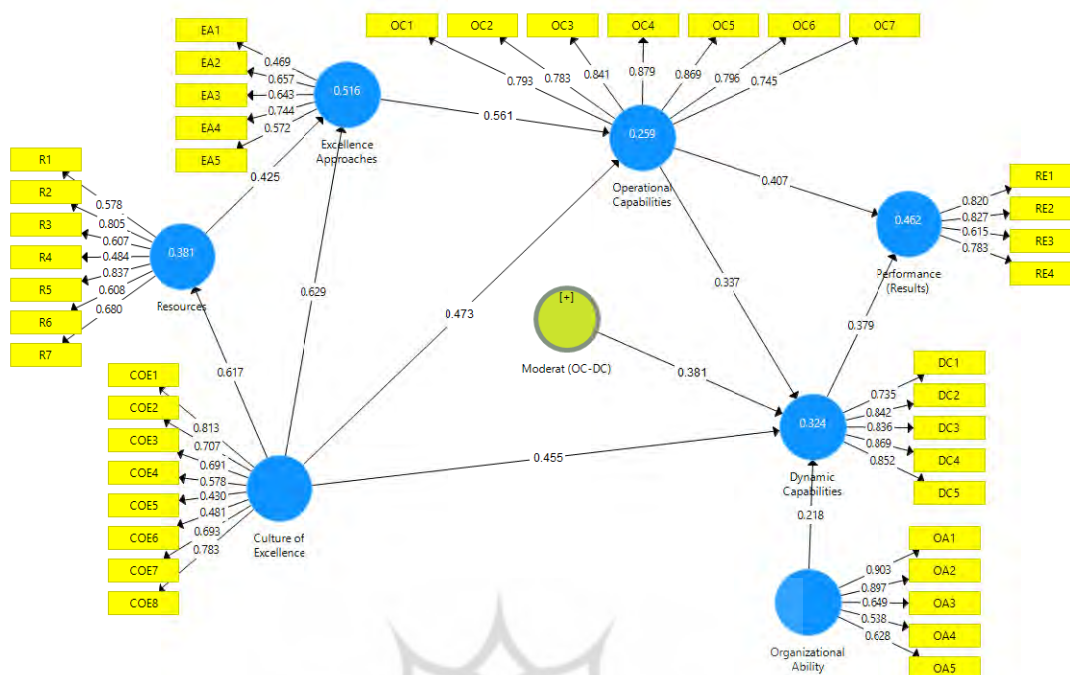 EA1
EA2
EA3
EA4
EA5
0.469
0.657
0.643
0.744
0.572
0.516
Excellence
Approaches
OC1
OC2
OC3
OC4
OC5
OC6
OC7
0.793
0.783
0.841
0.879
0.869
0.796
0.745
0.561
0.259
Operational
Capabilities
R1
R2
R3
R4
R5
R6
R7
0.578
0.805
0.607
0.484
0.837
0.608
0.680
0.381
Resources
0.425
0.629
0.473
0.617
0.407
0.337
0.462
Performance
(Results)
RE1
RE2
RE3
RE4
0.820
0.827
0.615
0.783
0.379
[+]
Moderat (OC-DC)
0.381
COE1
COE2
COE3
COE4
COE5
COE6
COE7
COE8
0.813
0.707
0.691
0.578
0.430
0.481
0.693
0.783
Culture of
Excellence
0.455
0.324
Dynamic
Capabilities
DC1
DC2
DC3
DC4
DC5
0.735
0.842
0.836
0.869
0.852
0.218
Organizational
Ability
OA1
OA2
OA3
OA4
OA5
0.903
0.897
0.649
0.538
0.628